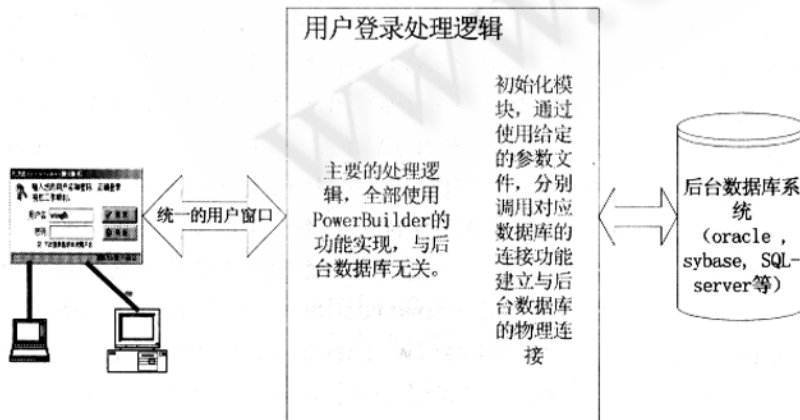 用户登录处理逻辑
用户名
密码
统一的用户窗口
主要的处理逻
辑，全部使用
PowerBuilder的
功能实现，与后
台数据库无关。
初始化模
块，通过
使用给定
的参数文
件，分别
调用对应
数据库的
连接功能
建立与后
台数据库
的物理连
接
后台数据库系
统
（oracle ,
sybase, SQL-
server等）